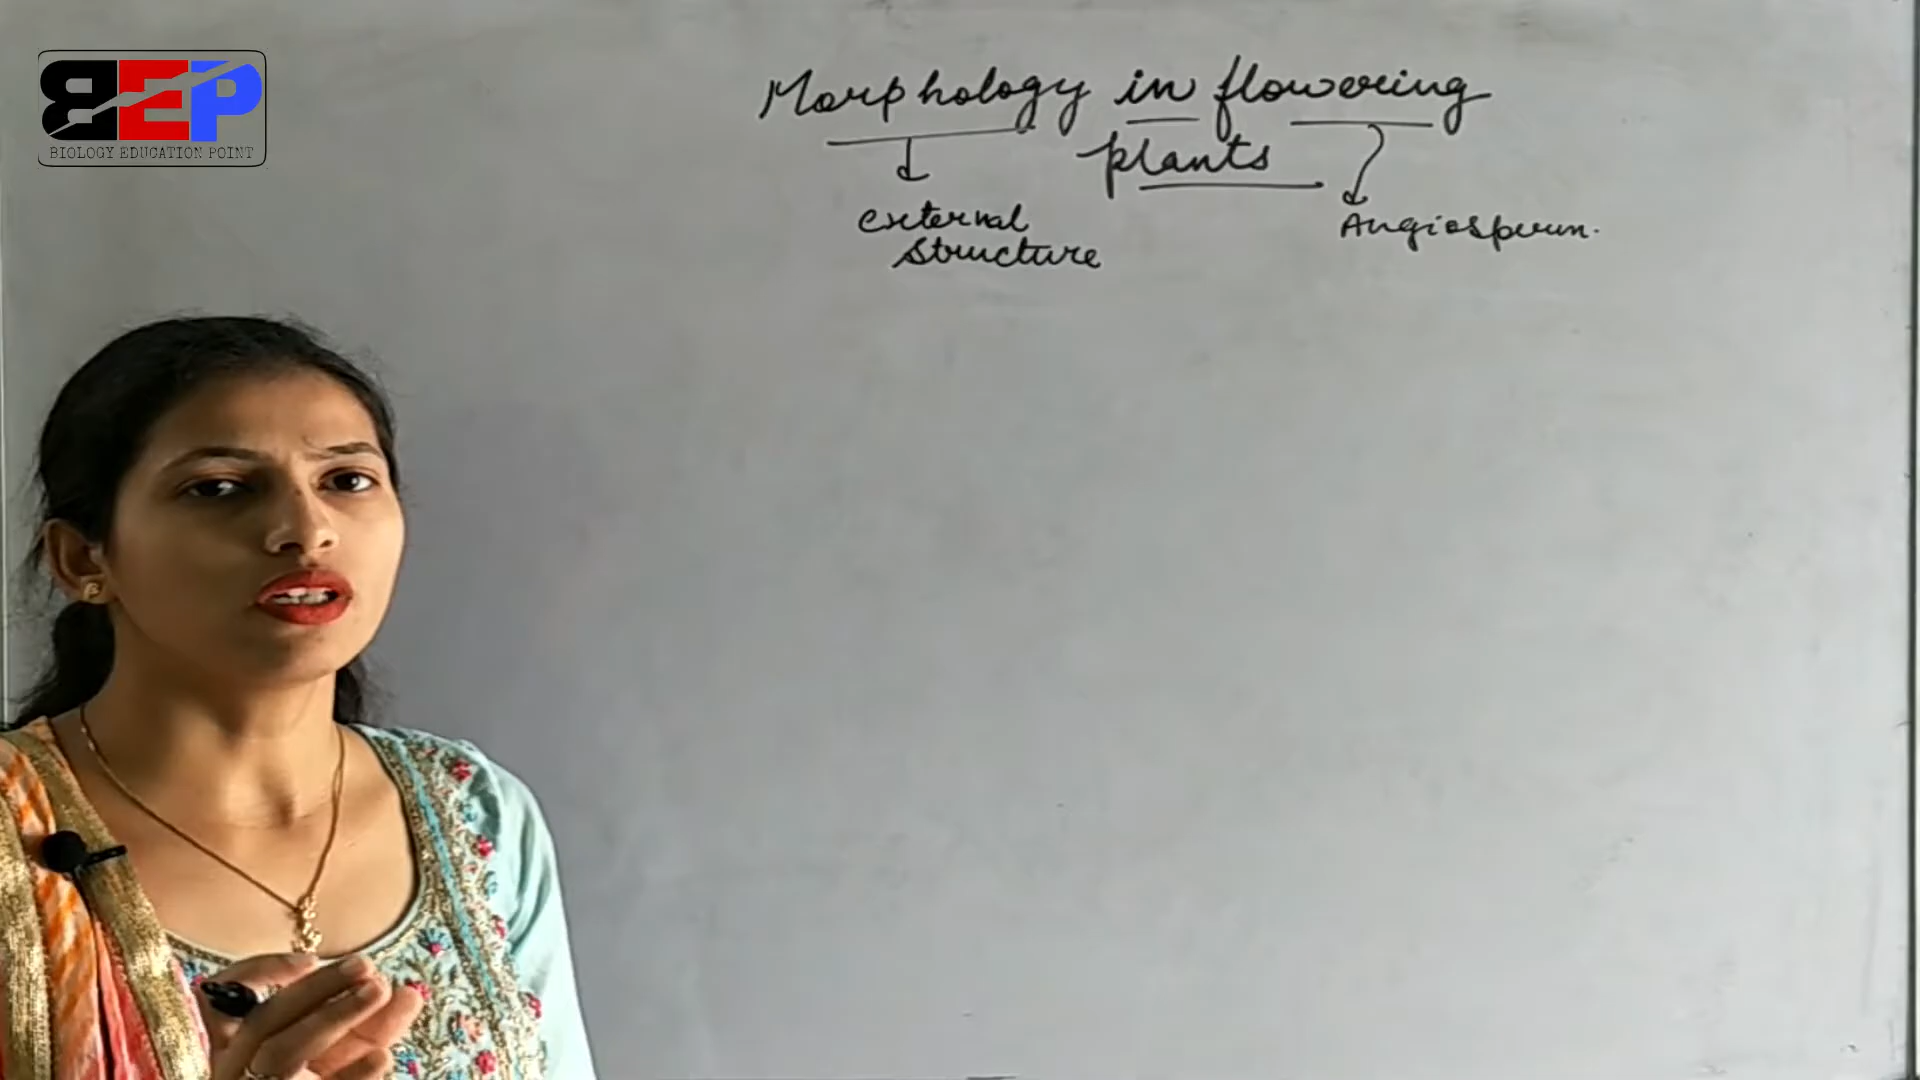 BEP
BIOLOGY EDUCATION POINT
Morphology in flowering
plants
external
structure
Angiosperm.